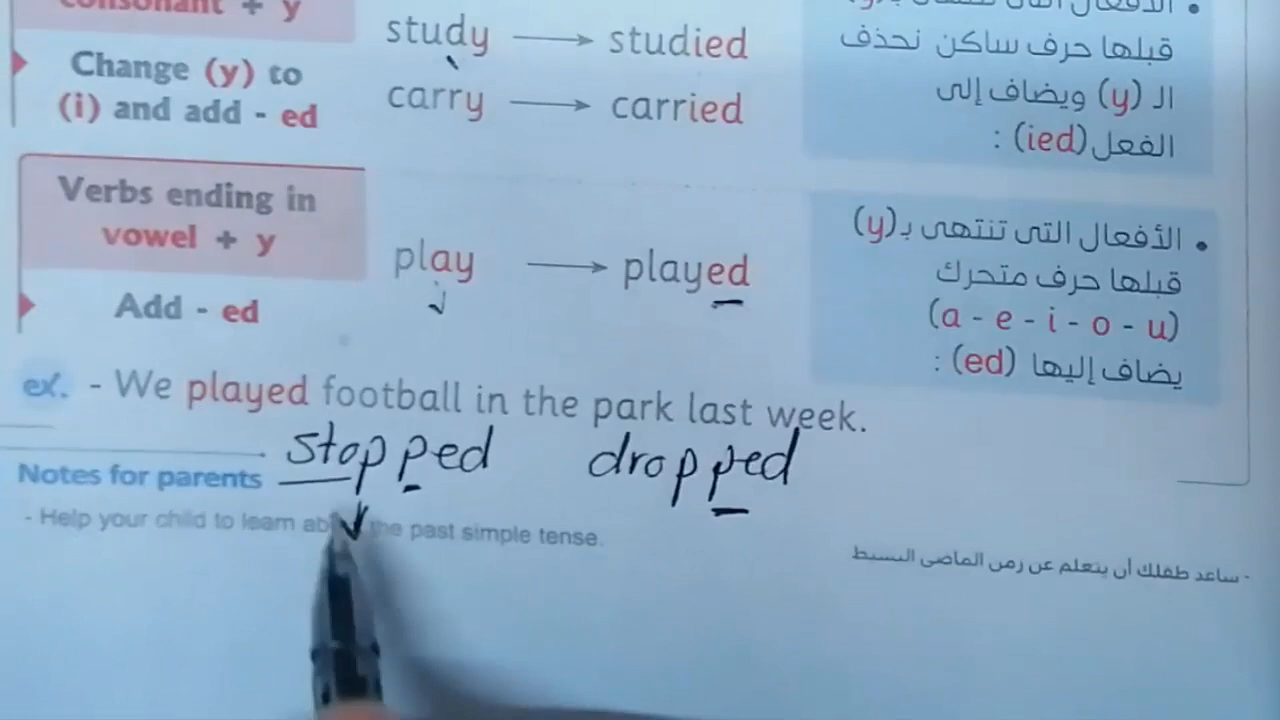 consonant + y
Change (y) to
(i) and add - ed
study → studied
carry → carried
قبلها حرف ساكن نحذف
الـ (y) ويضاف إلى
الفعل (ied) :
Verbs ending in
vowel + y
Add - ed
play → played
• الأفعال التى تنتهى بـ (y)
قبلها حرف متحرك
(a - e - i - o - u)
يضاف إليها (ed) :
ex. - We played football in the park last week.
stopped dropped
Notes for parents
- Help your child to learn the past simple tense.
- ساعد طفلك أن يتعلم عن زمن الماضى البسيط